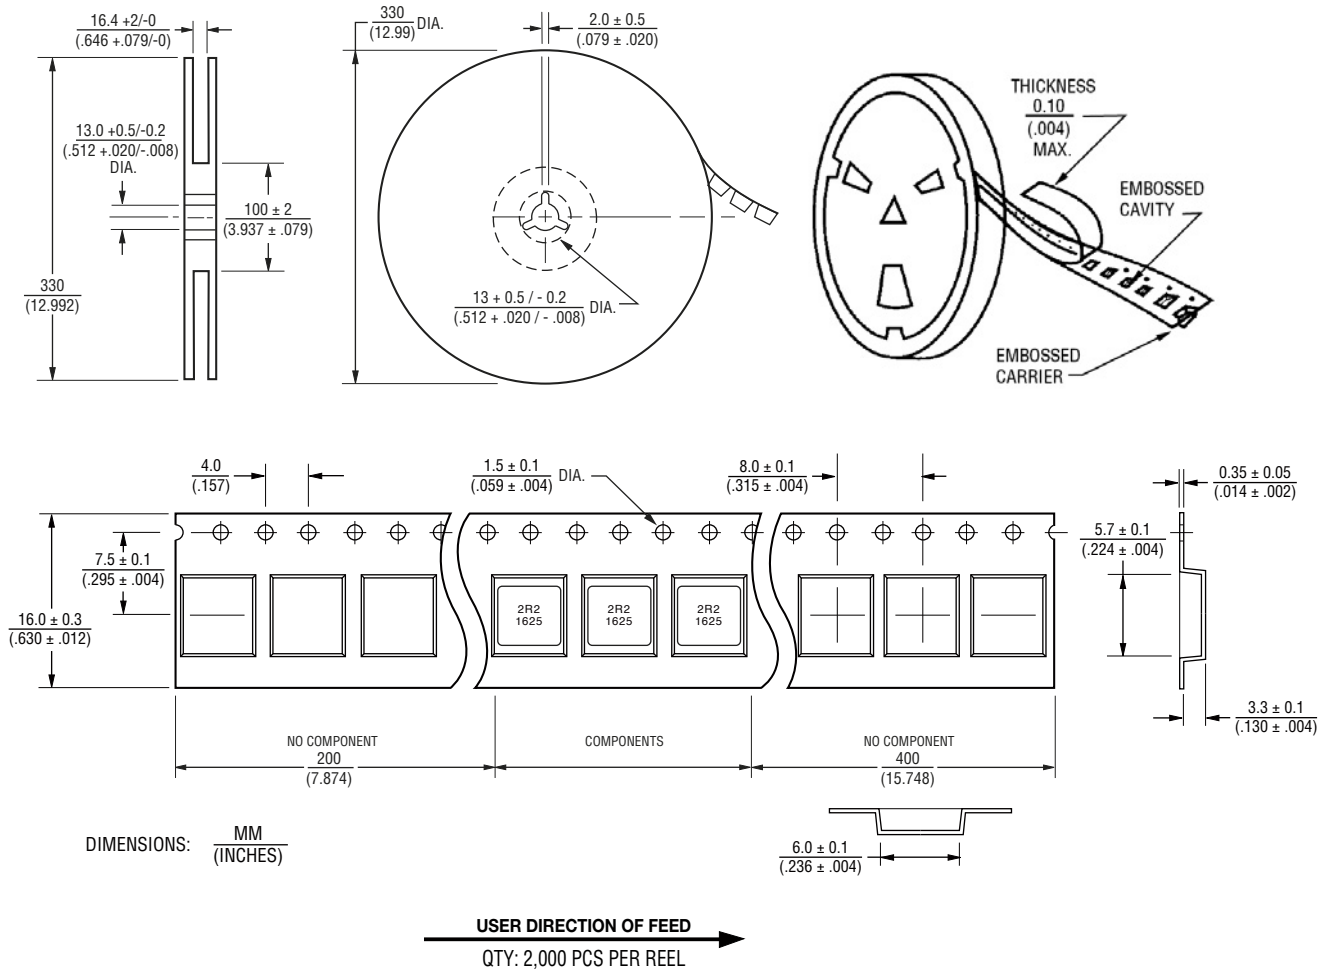 16.4 +2/-0
(.646 +.079/-0)
330
(12.99)
DIA.
2.0 ± 0.5
(.079 ± .020)
13.0 +0.5/-0.2
(.512 +.020/-.008)
DIA.
100 ± 2
(3.937 ± .079)
330
(12.992)
13 + 0.5 / - 0.2
(.512 + .020 / - .008)
DIA.
THICKNESS
0.10
(.004)
MAX.
EMBOSSED
CAVITY
EMBOSSED
CARRIER
4.0
(.157)
1.5 ± 0.1
(.059 ± .004)
DIA.
8.0 ± 0.1
(.315 ± .004)
0.35 ± 0.05
(.014 ± .002)
7.5 ± 0.1
(.295 ± .004)
5.7 ± 0.1
(.224 ± .004)
16.0 ± 0.3
(.630 ± .012)
2R2
1625
2R2
1625
2R2
1625
3.3 ± 0.1
(.130 ± .004)
NO COMPONENT
200
(7.874)
COMPONENTS
NO COMPONENT
400
(15.748)
DIMENSIONS:
MM
(INCHES)
6.0 ± 0.1
(.236 ± .004)
USER DIRECTION OF FEED
QTY: 2,000 PCS PER REEL